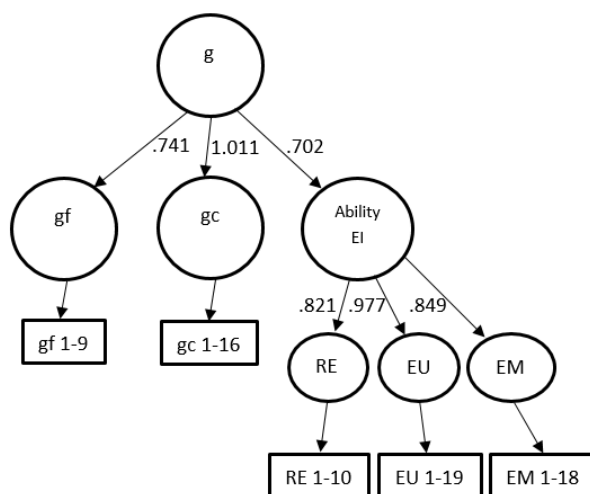 g
.741 1.011 .702
gf gc Ability
EI
gf 1-9 gc 1-16
.821 .977 .849
RE EU EM
RE 1-10 EU 1-19 EM 1-18